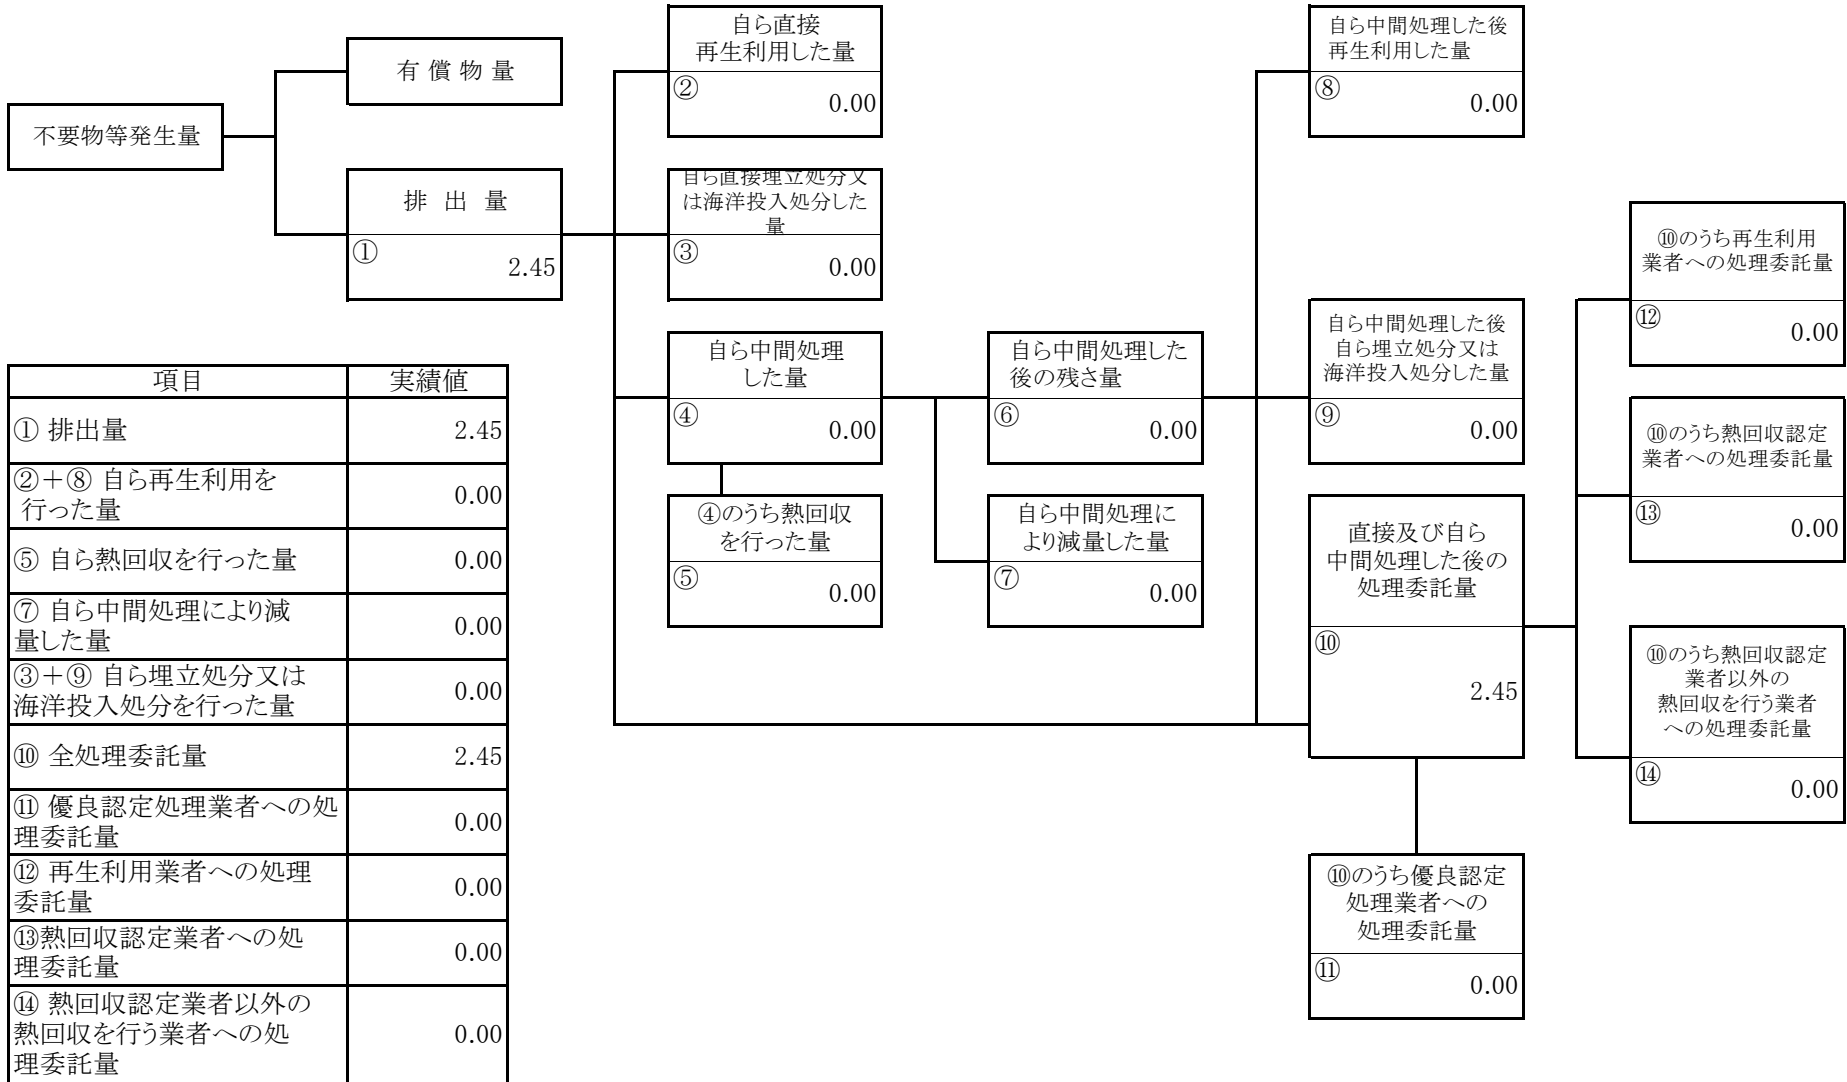 不要物等発生量
有 償 物 量
排 出 量
①
2.45
自ら直接
再生利用した量
②
0.00
自ら直接埋立処分又
は海洋投入処分した
量
③
0.00
自ら中間処理
した量
④
0.00
④のうち熱回収
を行った量
⑤
0.00
自ら中間処理した
後の残さ量
⑥
0.00
自ら中間処理に
より減量した量
⑦
0.00
自ら中間処理した後
再生利用した量
⑧
0.00
自ら中間処理した後
自ら埋立処分又は
海洋投入処分した量
⑨
0.00
直接及び自ら
中間処理した後の
処理委託量
⑩
2.45
⑩のうち優良認定
処理業者への
処理委託量
⑪
0.00
⑩のうち再生利用
業者への処理委託量
⑫
0.00
⑩のうち熱回収認定
業者への処理委託量
⑬
0.00
⑩のうち熱回収認定
業者以外の
熱回収を行う業者
への処理委託量
⑭
0.00
項目 実績値
① 排出量 2.45
②+⑧ 自ら再生利用を
行った量 0.00
⑤ 自ら熱回収を行った量 0.00
⑦ 自ら中間処理により減
量した量 0.00
③+⑨ 自ら埋立処分又は
海洋投入処分を行った量 0.00
⑩ 全処理委託量 2.45
⑪ 優良認定処理業者への処
理委託量 0.00
⑫ 再生利用業者への処理
委託量 0.00
⑬熱回収認定業者への処
理委託量 0.00
⑭ 熱回収認定業者以外の
熱回収を行う業者への処
理委託量 0.00